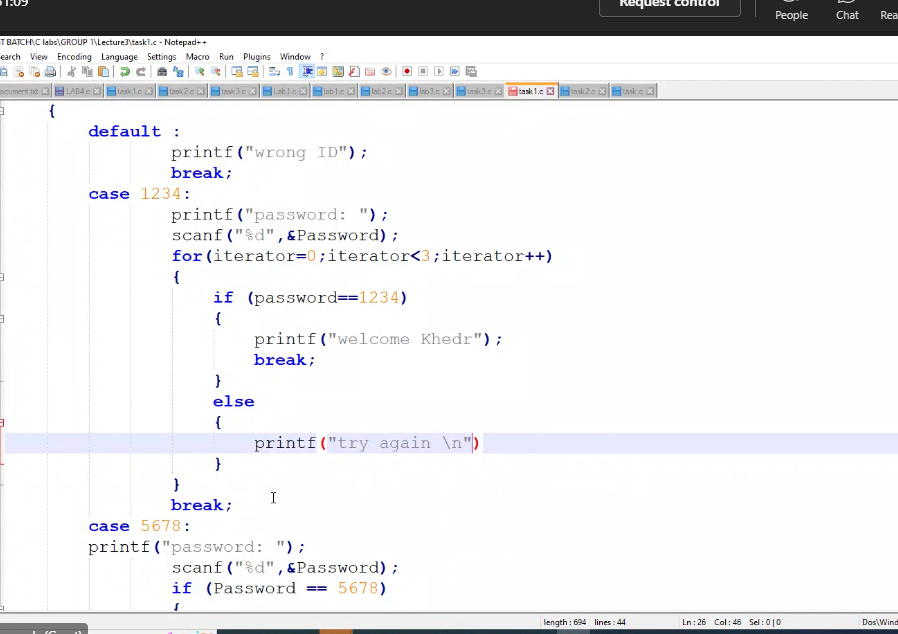 :09
Request control
People
Chat
Rea
T BATCH\C labs\GROUP 1\Lecture3\task1.c - Notepad++
earch View Encoding Language Settings Macro Run Plugins Window ?
ocument.txt LAB4.c task1.c task2.c task3.c Lab1.c lab1.c lab2.c lab3.c task3.c task1.c task2.c task.c
{
default :
printf("wrong ID");
break;
case 1234:
printf("password: ");
scanf("%d",&Password);
for(iterator=0;iterator<3;iterator++)
{
if (password==1234)
{
printf("welcome Khedr");
break;
}
else
{
printf("try again \n")
}
}
break;
case 5678:
printf("password: ");
scanf("%d",&Password);
if (Password == 5678)
{
length : 694 lines : 44
Ln : 26 Col : 46 Sel : 0 | 0
Dos\Wind